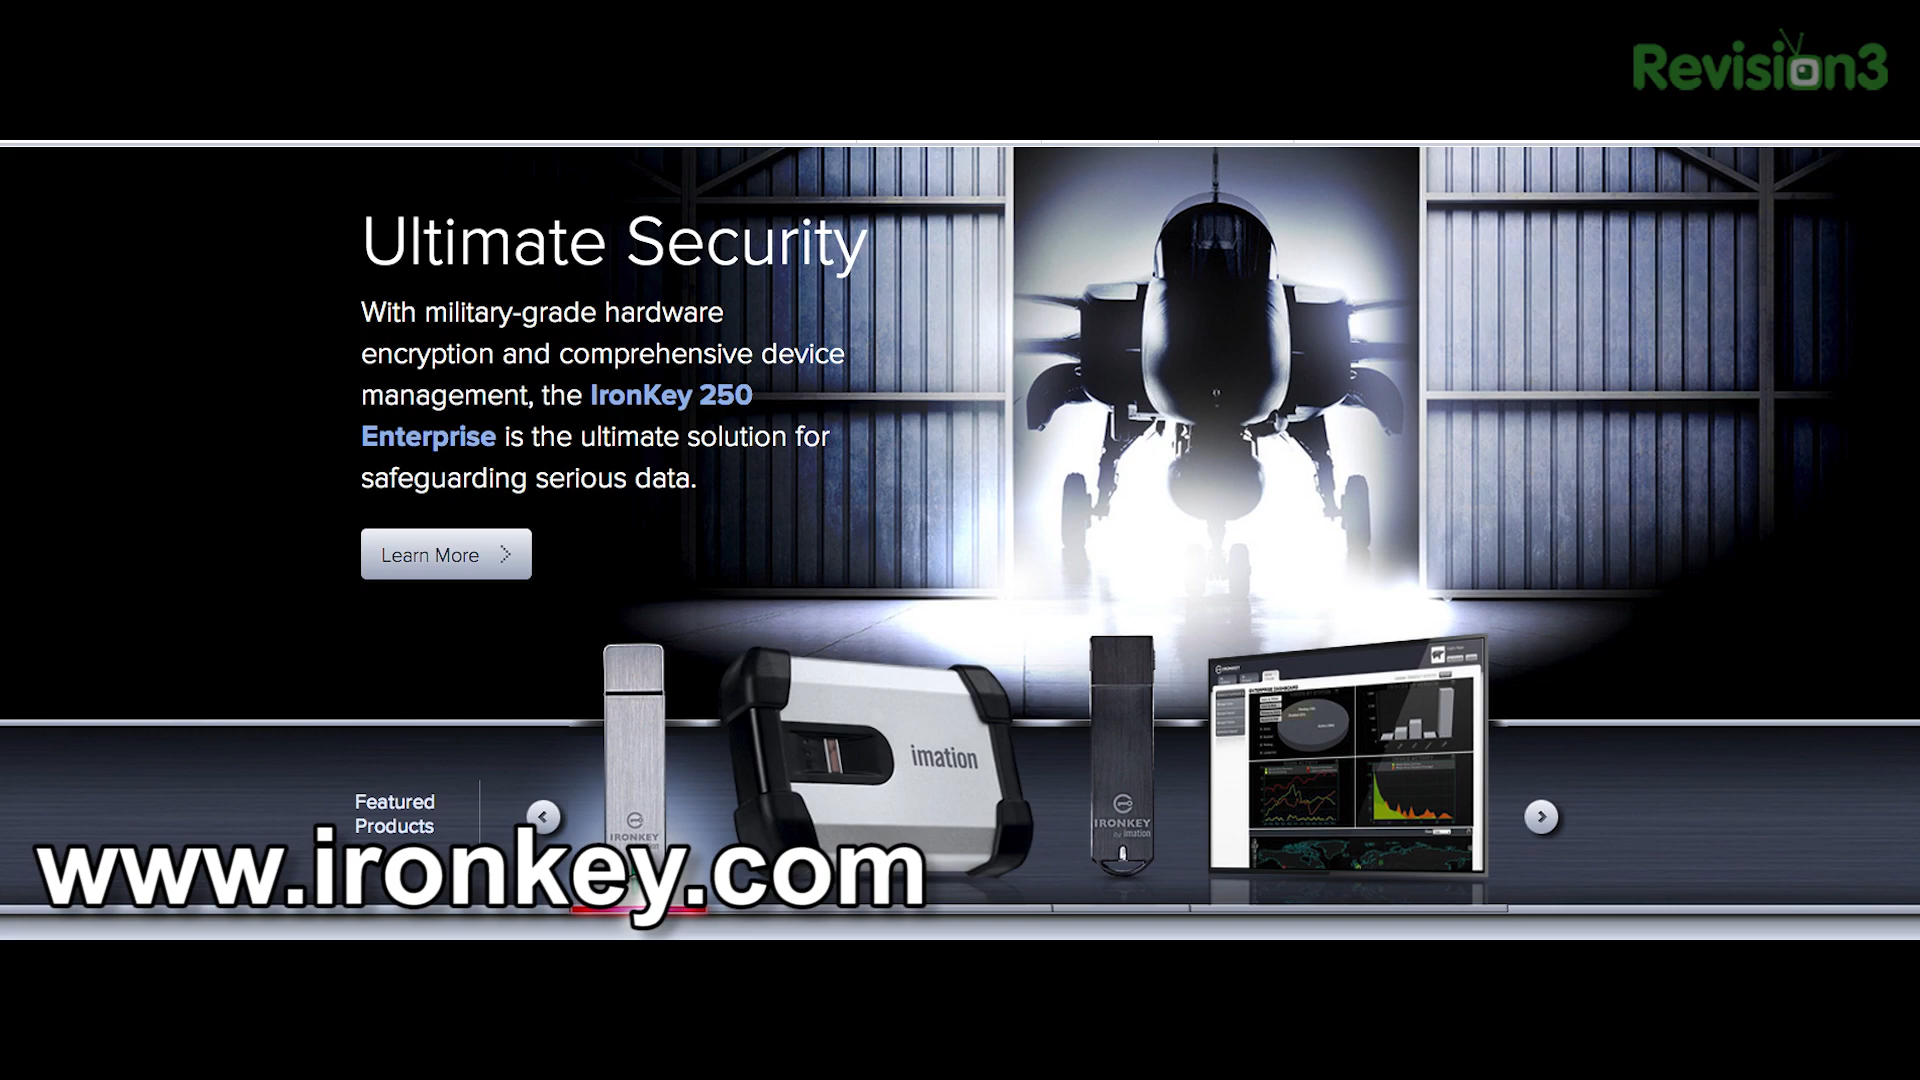 Revision3
Ultimate Security
With military-grade hardware
encryption and comprehensive device
management, the IronKey 250
Enterprise is the ultimate solution for
safeguarding serious data.
Learn More
imation
IRONKEY
IRONKEY
by imation
IRONKEY
Featured
Products
www.ironkey.com